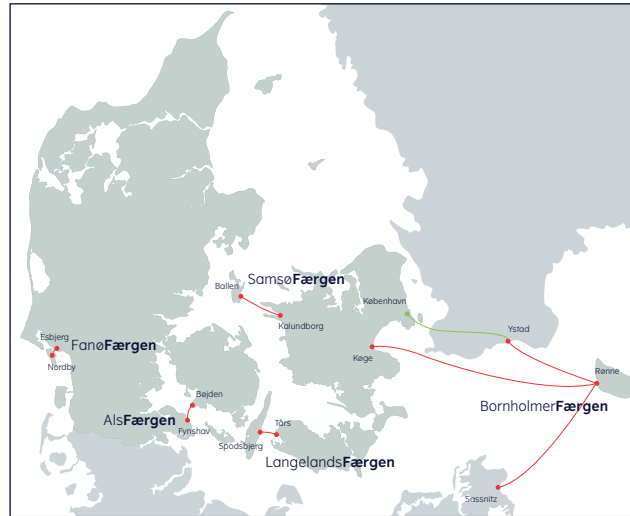 SamsøFærgen
Ballen
København
Kalundborg
Ystad
Esbjerg
FanøFærgen
Køge
Nordby
Rønne
Bøjden
BornholmerFærgen
AlsFærgen
Tårs
Fynshav
Spodsbjerg
LangelandsFærgen
Sassnitz